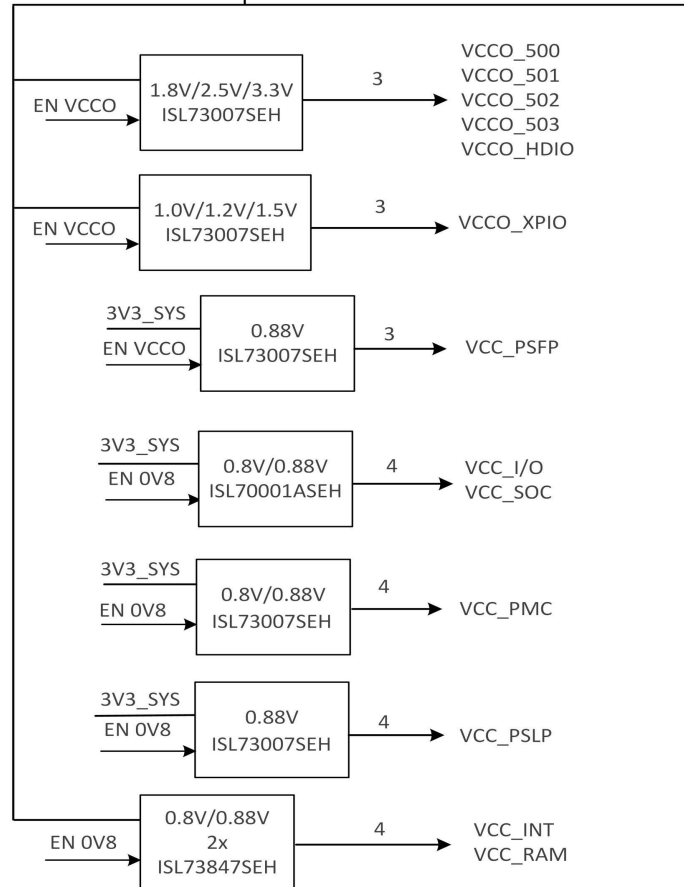 1.8V/2.5V/3.3V
ISL73007SEH
EN VCCO
3
VCCO_500
VCCO_501
VCCO_502
VCCO_503
VCCO_HDIO
1.0V/1.2V/1.5V
ISL73007SEH
EN VCCO
3
VCCO_XPIO
3V3_SYS
EN VCCO
0.88V
ISL73007SEH
3
VCC_PSFP
3V3_SYS
EN 0V8
0.8V/0.88V
ISL70001ASEH
4
VCC_I/O
VCC_SOC
3V3_SYS
EN 0V8
0.8V/0.88V
ISL73007SEH
4
VCC_PMC
3V3_SYS
EN 0V8
0.88V
ISL73007SEH
4
VCC_PSLP
EN 0V8
0.8V/0.88V
2x
ISL73847SEH
4
VCC_INT
VCC_RAM